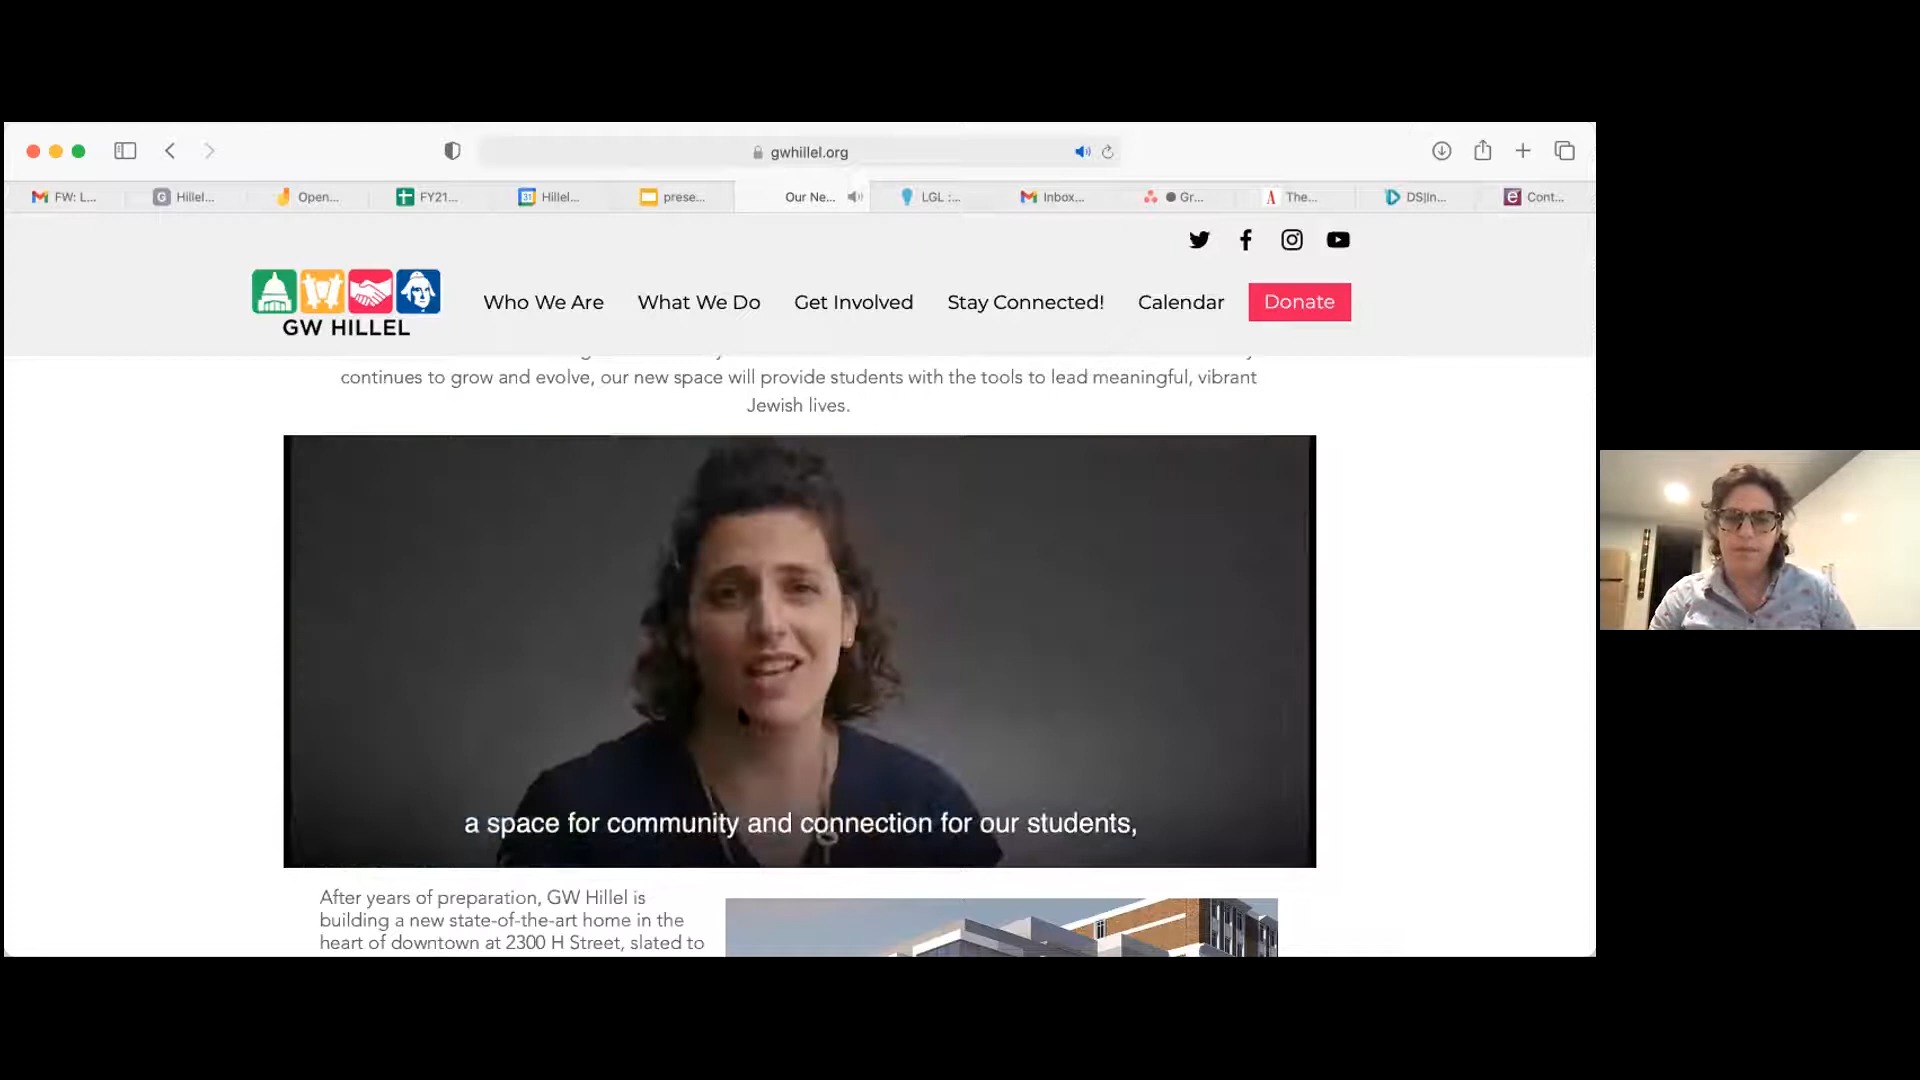 gwhillel.org
FW: L...
Hillel...
Open...
FY21...
31
Hillel...
prese...
Our Ne...
LGL :...
Inbox...
Gr...
The...
DS|In...
Cont...
GW HILLEL
Who We Are
What We Do
Get Involved
Stay Connected!
Calendar
Donate
continues to grow and evolve, our new space will provide students with the tools to lead meaningful, vibrant
Jewish lives.
a space for community and connection for our students,
After years of preparation, GW Hillel is
building a new state-of-the-art home in the
heart of downtown at 2300 H Street, slated to